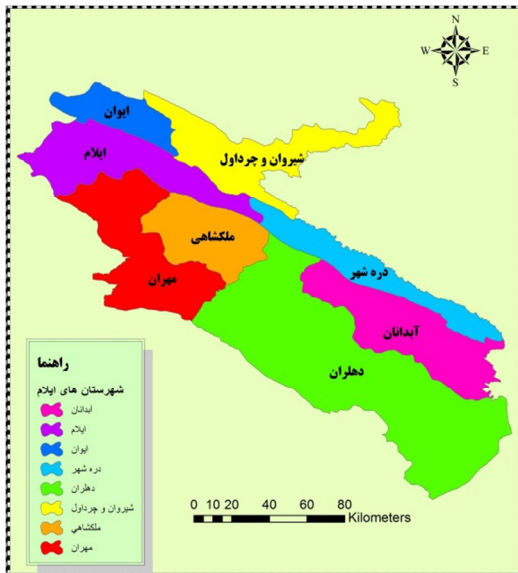 N
W E
S
ایوان
شیروان و چرداول
ایلام
ملکشاهی
دره شهر
مهران
آبدانان
دهلران
راهنما
شهرستان های ایلام
آبدانان
ایلام
ایوان
دره شهر
دهلران
شیروان و چرداول
ملکشاهي
مهران
0 10 20 40 60 80
Kilometers